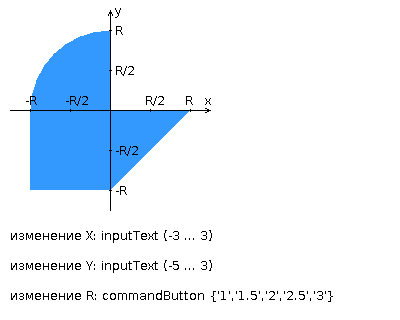 y
R
R/2
-R -R/2 R/2 R x
-R/2
-R
изменение X: inputText (-3 ... 3)
изменение Y: inputText (-5 ... 3)
изменение R: commandButton {'1','1.5','2','2.5','3'}